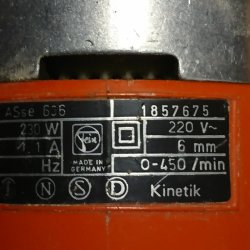 ASse 636 1857675
230 W 220 V~
1.1 A MADE IN GERMANY 6 mm
Hz 0-450/min
N S D Kinetik